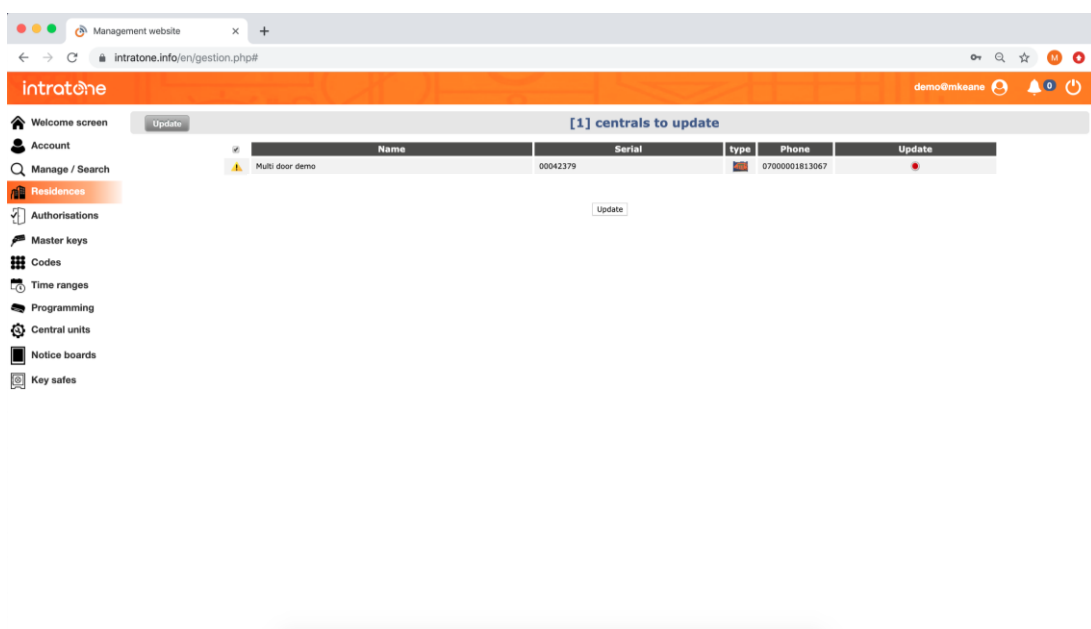 Management website
intratone.info/en/gestion.php#
M
intratone
demo@mkeane
0
Welcome screen
Account
Manage / Search
Residences
Authorisations
Master keys
Codes
Time ranges
Programming
Central units
Notice boards
Key safes
Update
[1] centrals to update
Name Serial type Phone Update
Multi door demo 00042379 07000001813067
Update